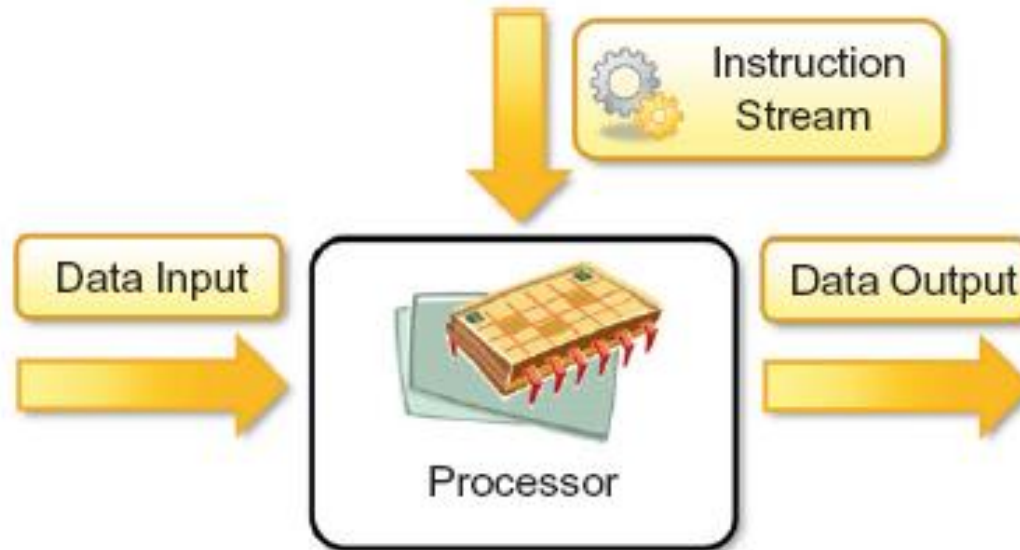 Instruction
Stream
Data Input
Data Output
Processor